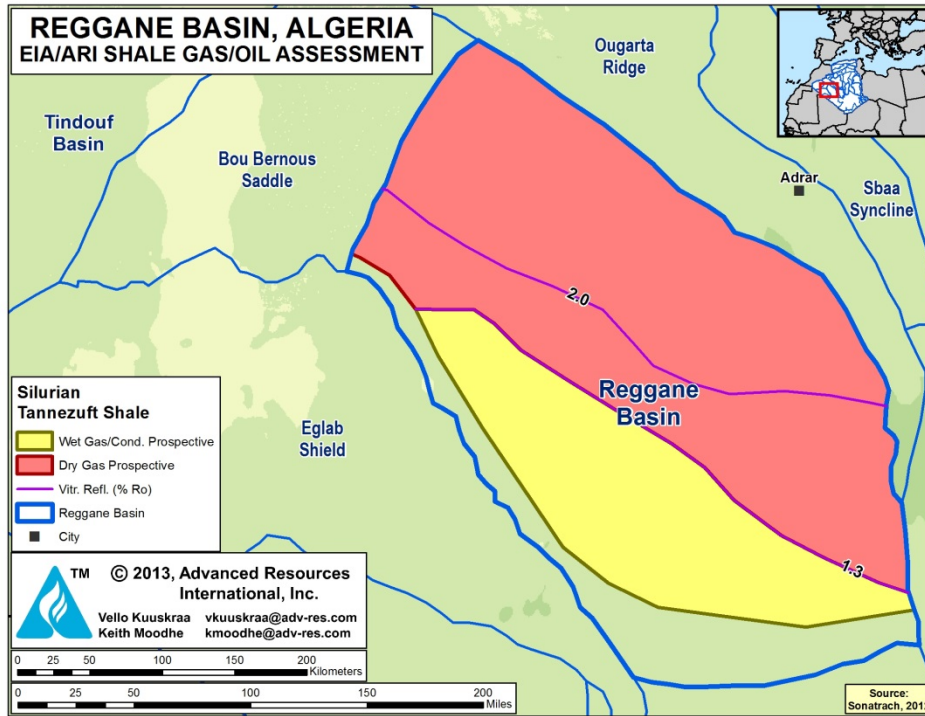 REGGANE BASIN, ALGERIA
EIA/ARI SHALE GAS/OIL ASSESSMENT
Ougarta
Ridge
Tindouf
Basin
Bou Bernous
Saddle
Adrar
Sbaa
Syncline
2.0
Reggane
Basin
Eglab
Shield
1.3
Silurian
Tannezuft Shale
Wet Gas/Cond. Prospective
Dry Gas Prospective
Vitr. Refl. (% Ro)
Reggane Basin
City
TM
© 2013, Advanced Resources
International, Inc.
Vello Kuuskraa vkuuskraa@adv-res.com
Keith Moodhe kmoodhe@adv-res.com
0 25 50 100 150 200
Kilometers
0 25 50 100 150 200
Miles
Source:
Sonatrach,